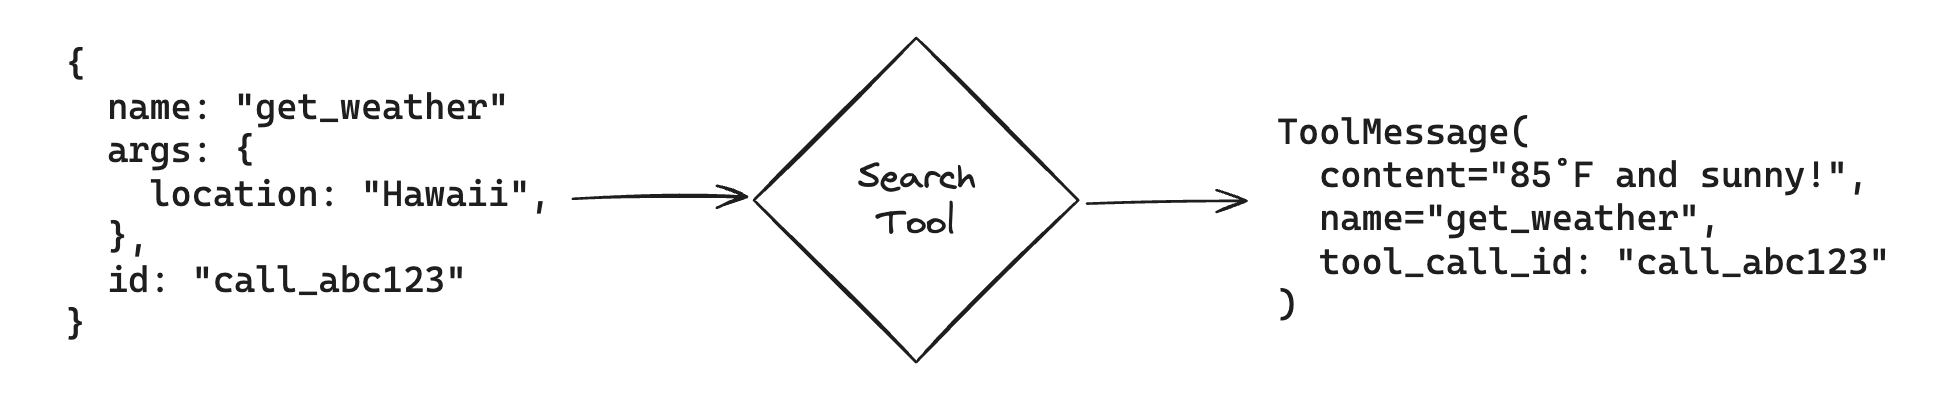 {
  name: "get_weather"
  args: {
    location: "Hawaii",
  },
  id: "call_abc123"
}
Search
Tool
ToolMessage(
  content="85°F and sunny!",
  name="get_weather",
  tool_call_id: "call_abc123"
)